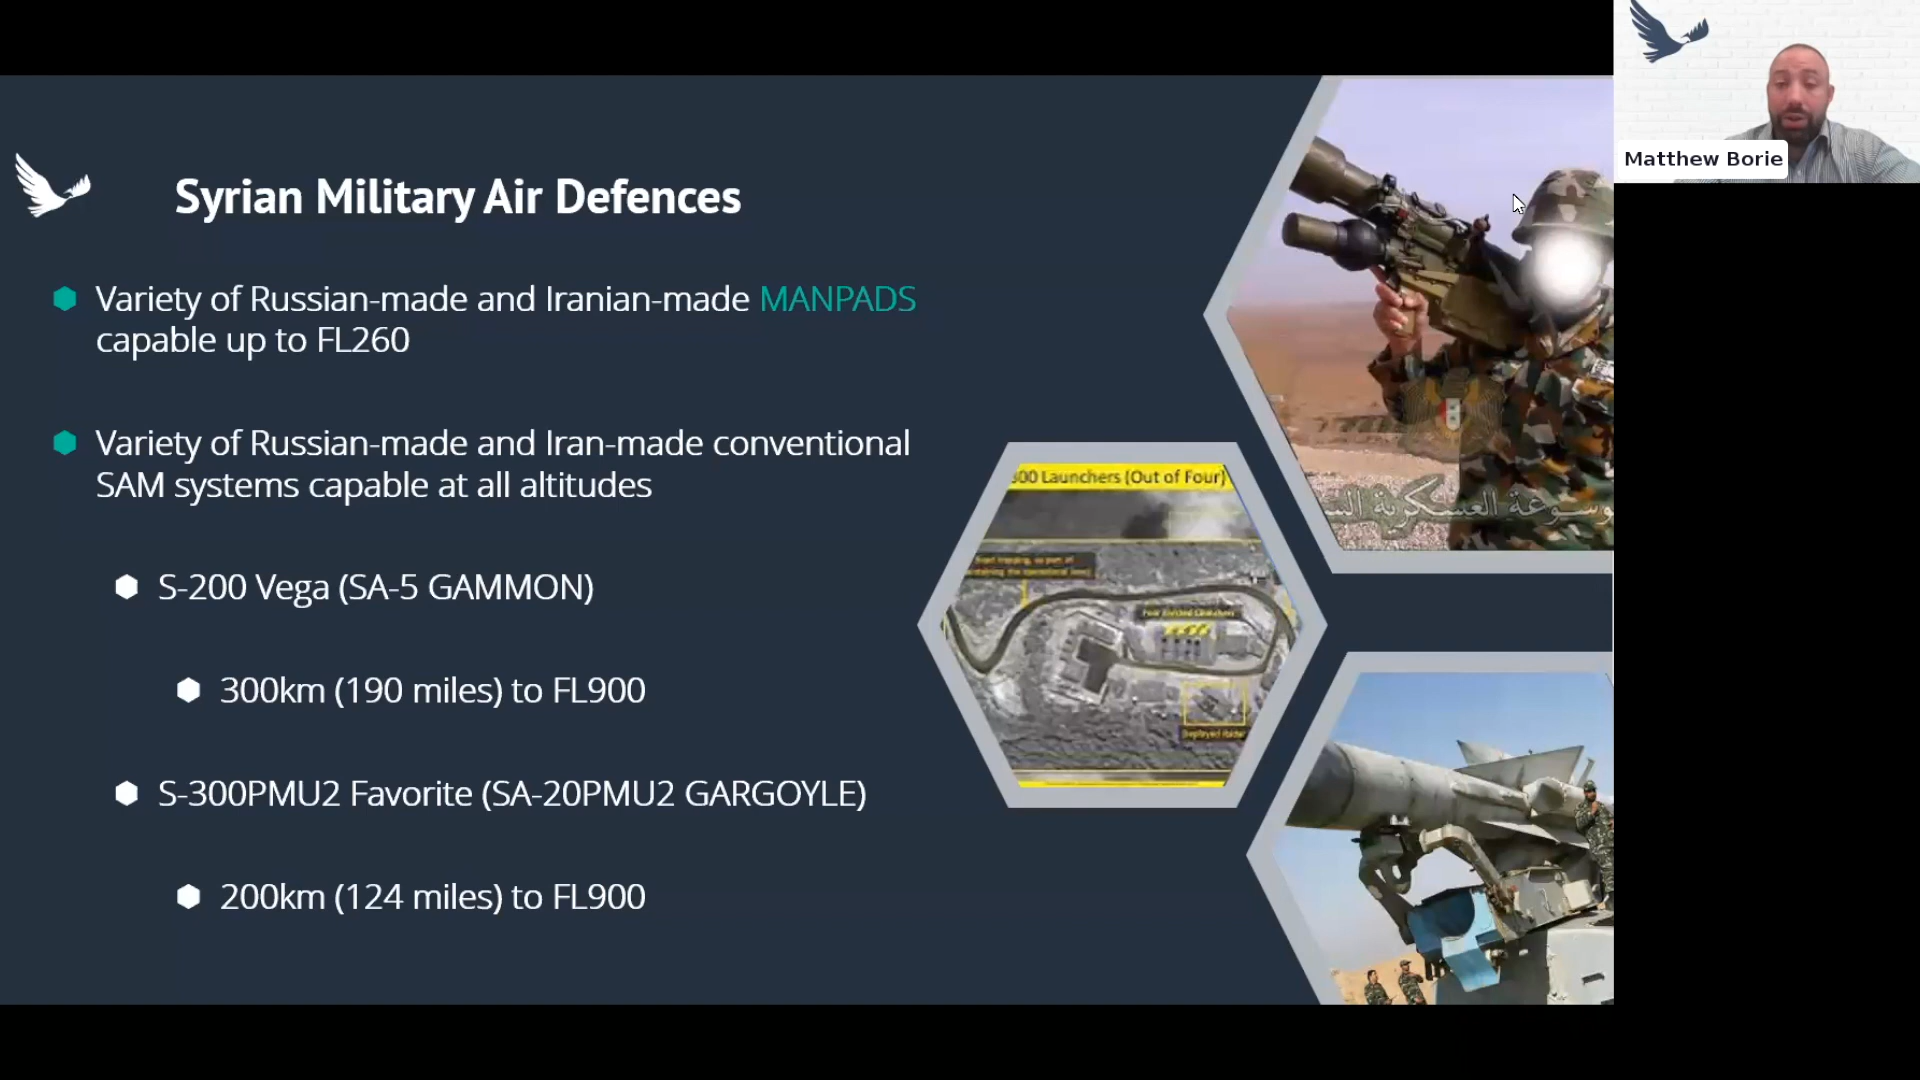 Syrian Military Air Defences
Variety of Russian-made and Iranian-made MANPADS
capable up to FL260
Variety of Russian-made and Iran-made conventional
SAM systems capable at all altitudes
S-200 Vega (SA-5 GAMMON)
300km (190 miles) to FL900
S-300PMU2 Favorite (SA-20PMU2 GARGOYLE)
200km (124 miles) to FL900
Launchers (Out of Four)
Matthew Borie